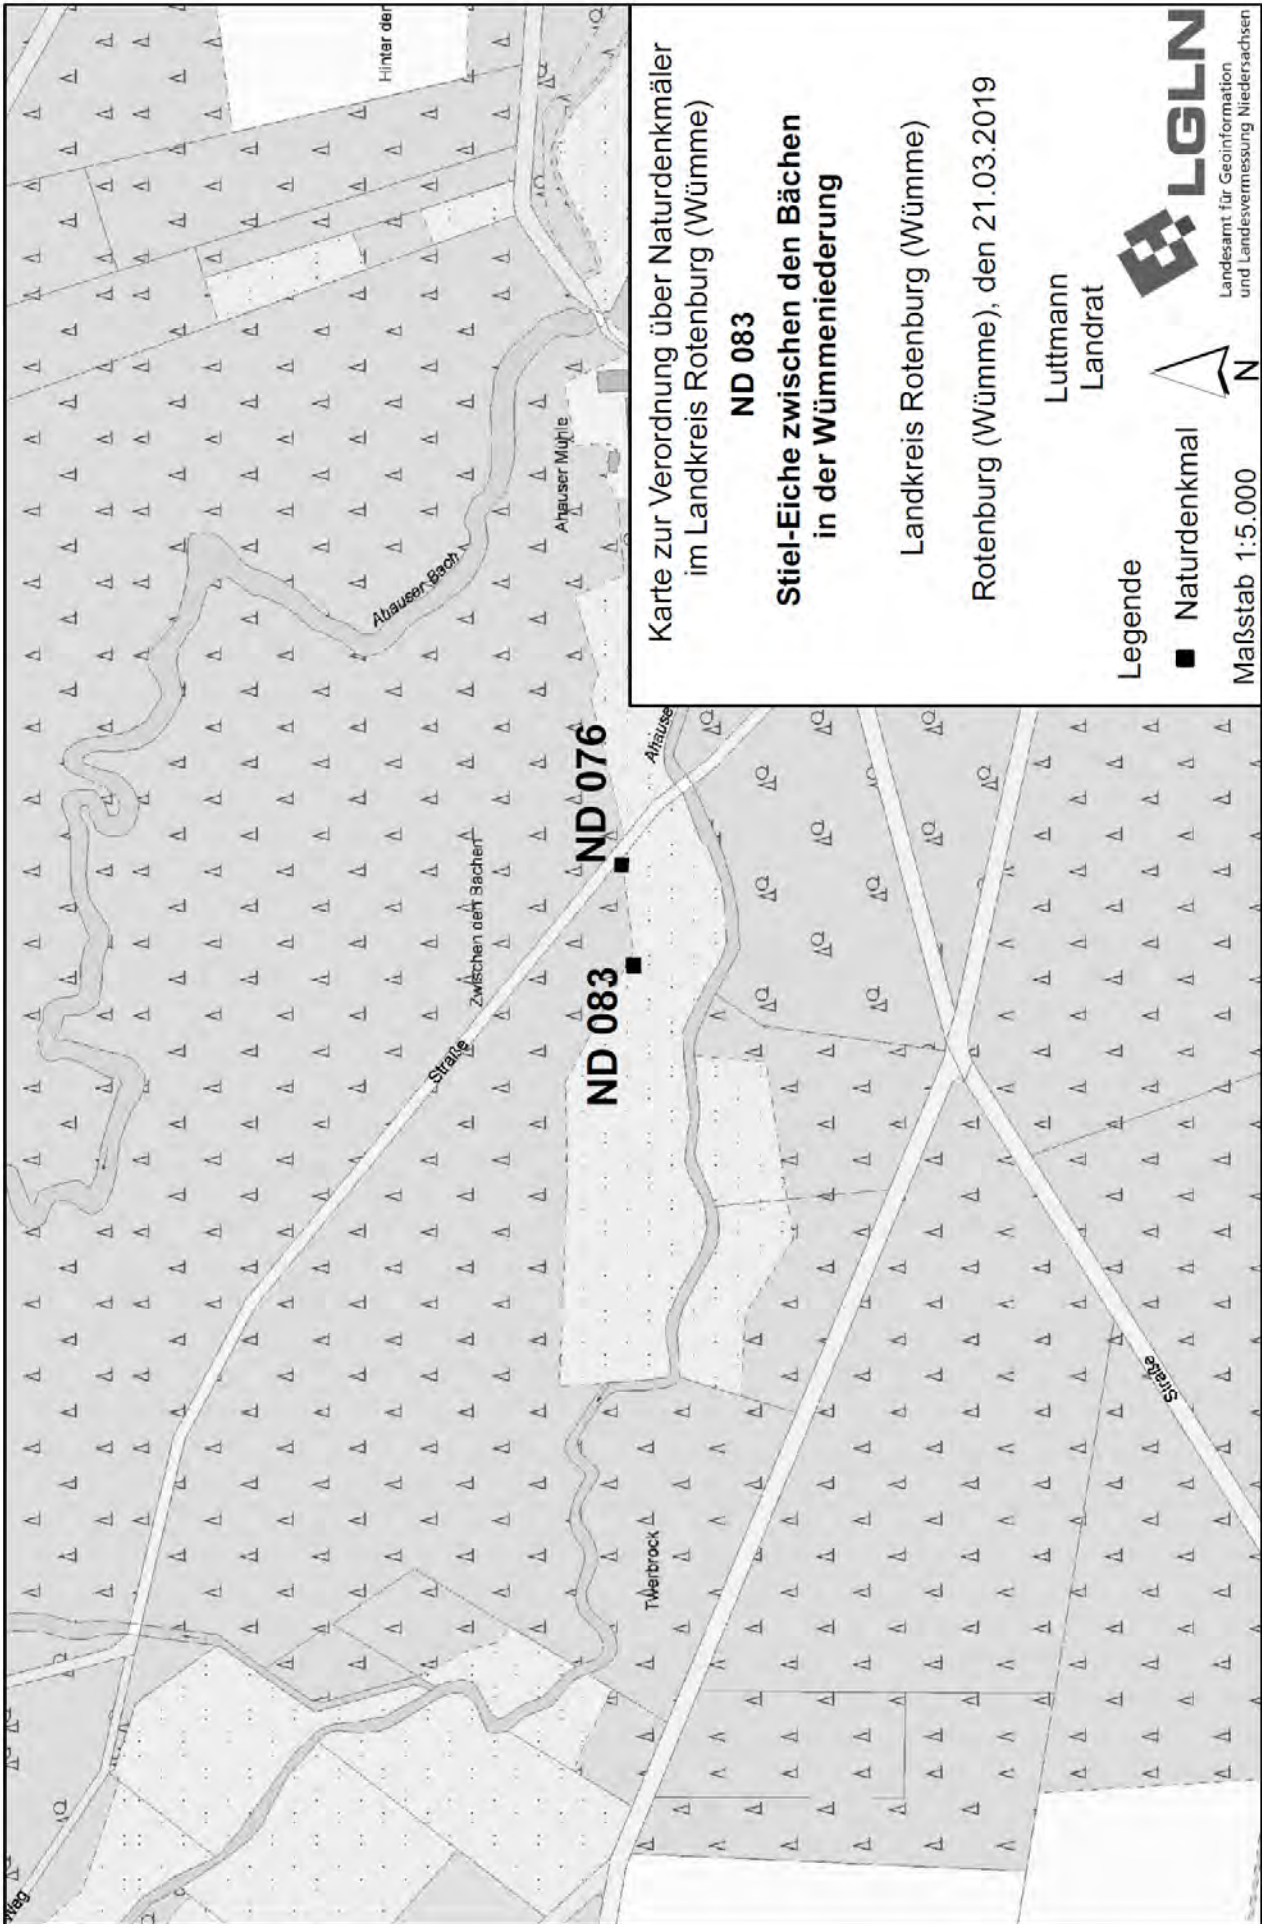 Hinter der
Ahauser Bach
Ahauser Mühle
Zwischen den Bächen
Straße
ND 076
ND 083
Ahause
Twerbrock
Straße
Weg
Karte zur Verordnung über Naturdenkmäler
im Landkreis Rotenburg (Wümme)
ND 083
Stiel-Eiche zwischen den Bächen
in der Wümmeniederung
Landkreis Rotenburg (Wümme)
Rotenburg (Wümme), den 21.03.2019
Luttmann
Landrat
Legende
Naturdenkmal
Maßstab 1:5.000
N
LGLN
Landesamt für Geoinformation
und Landesvermessung Niedersachsen